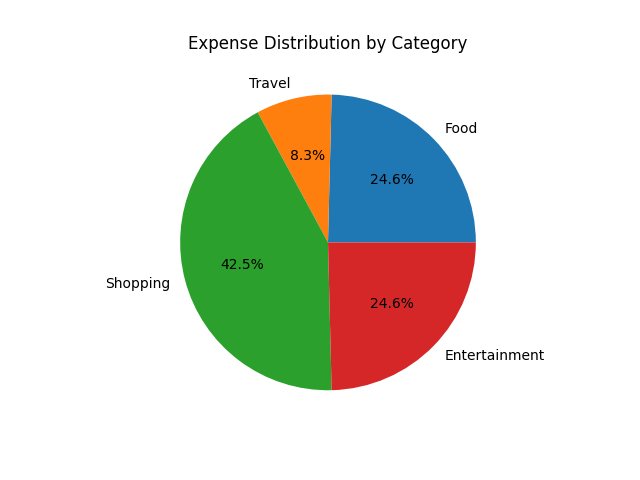 Expense Distribution by Category
Travel
Food
8.3%
24.6%
42.5%
Shopping
24.6%
Entertainment